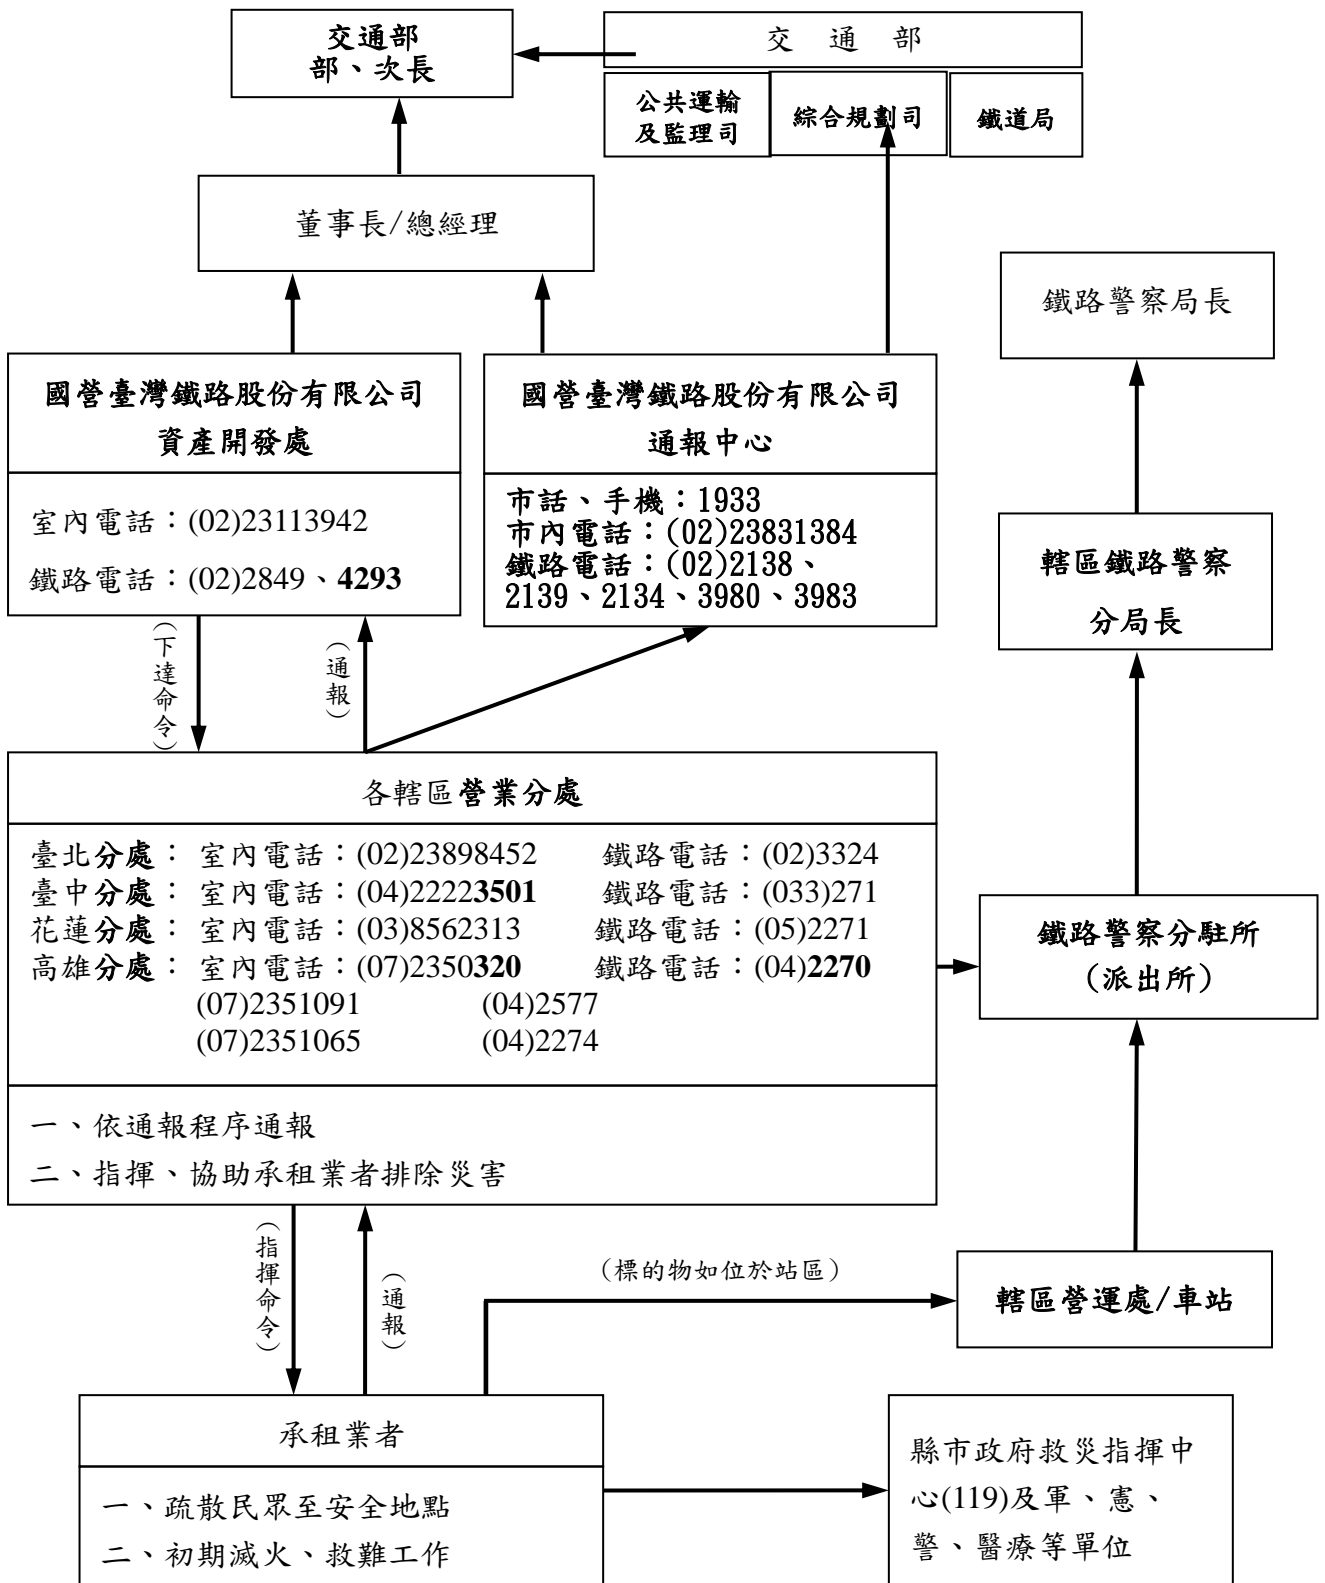 交通部
部、次長
交 通 部
公共運輸
及監理司
綜合規劃司
鐵道局
董事長/總經理
鐵路警察局長
國營臺灣鐵路股份有限公司
資產開發處
室內電話：(02)23113942
鐵路電話：(02)2849、4293
國營臺灣鐵路股份有限公司
通報中心
市話、手機：1933
市內電話：(02)23831384
鐵路電話：(02)2138、
2139、2134、3980、3983
轄區鐵路警察
分局長
（下達命令）
（通報）
各轄區營業分處
臺北分處： 室內電話：(02)23898452 鐵路電話：(02)3324
臺中分處： 室內電話：(04)22223501 鐵路電話：(033)271
花蓮分處： 室內電話：(03)8562313 鐵路電話：(05)2271
高雄分處： 室內電話：(07)2350320 鐵路電話：(04)2270
(07)2351091 (04)2577
(07)2351065 (04)2274
一、依通報程序通報
二、指揮、協助承租業者排除災害
鐵路警察分駐所
（派出所）
（指揮命令）
（通報）
（標的物如位於站區）
轄區營運處/車站
承租業者
一、疏散民眾至安全地點
二、初期滅火、救難工作
縣市政府救災指揮中
心(119)及軍、憲、
警、醫療等單位